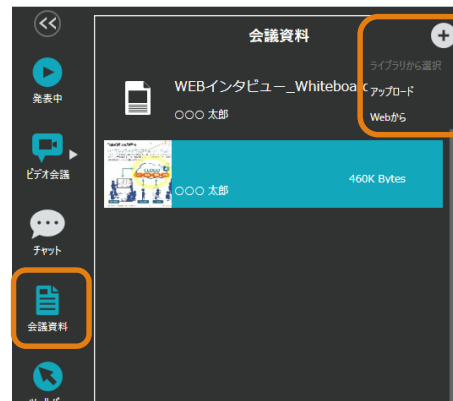 会議資料
ライブラリから選択
アップロード
Webから
WEBインタビュー_Whiteboard
○○○ 太郎
460K Bytes
○○○ 太郎
発表中
ビデオ会議
チャット
会議資料